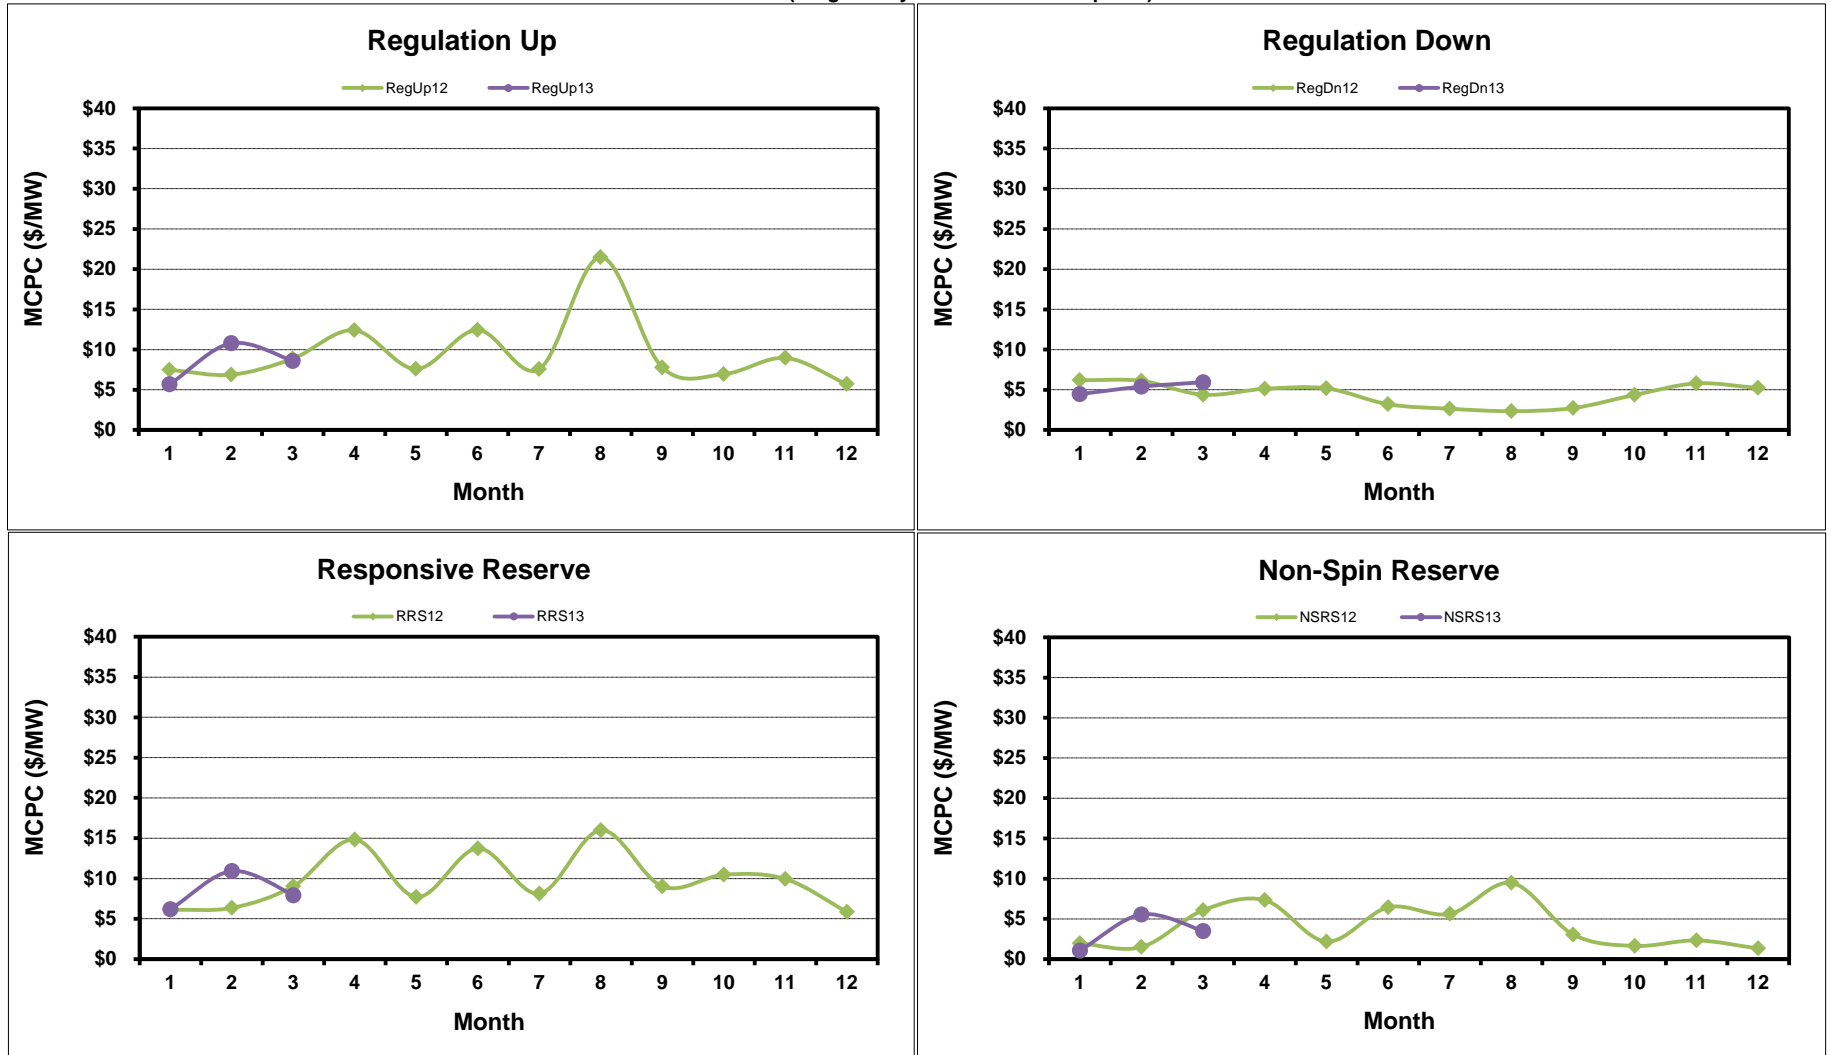 Regulation Up
RegUp12 RegUp13
$40
$35
$30
$25
$20
$15
$10
$5
$0
MCPC ($/MW)
1 2 3 4 5 6 7 8 9 10 11 12
Month
Regulation Down
RegDn12 RegDn13
$40
$35
$30
$25
$20
$15
$10
$5
$0
MCPC ($/MW)
1 2 3 4 5 6 7 8 9 10 11 12
Month
Responsive Reserve
RRS12 RRS13
$40
$35
$30
$25
$20
$15
$10
$5
$0
MCPC ($/MW)
1 2 3 4 5 6 7 8 9 10 11 12
Month
Non-Spin Reserve
NSRS12 NSRS13
$40
$35
$30
$25
$20
$15
$10
$5
$0
MCPC ($/MW)
1 2 3 4 5 6 7 8 9 10 11 12
Month